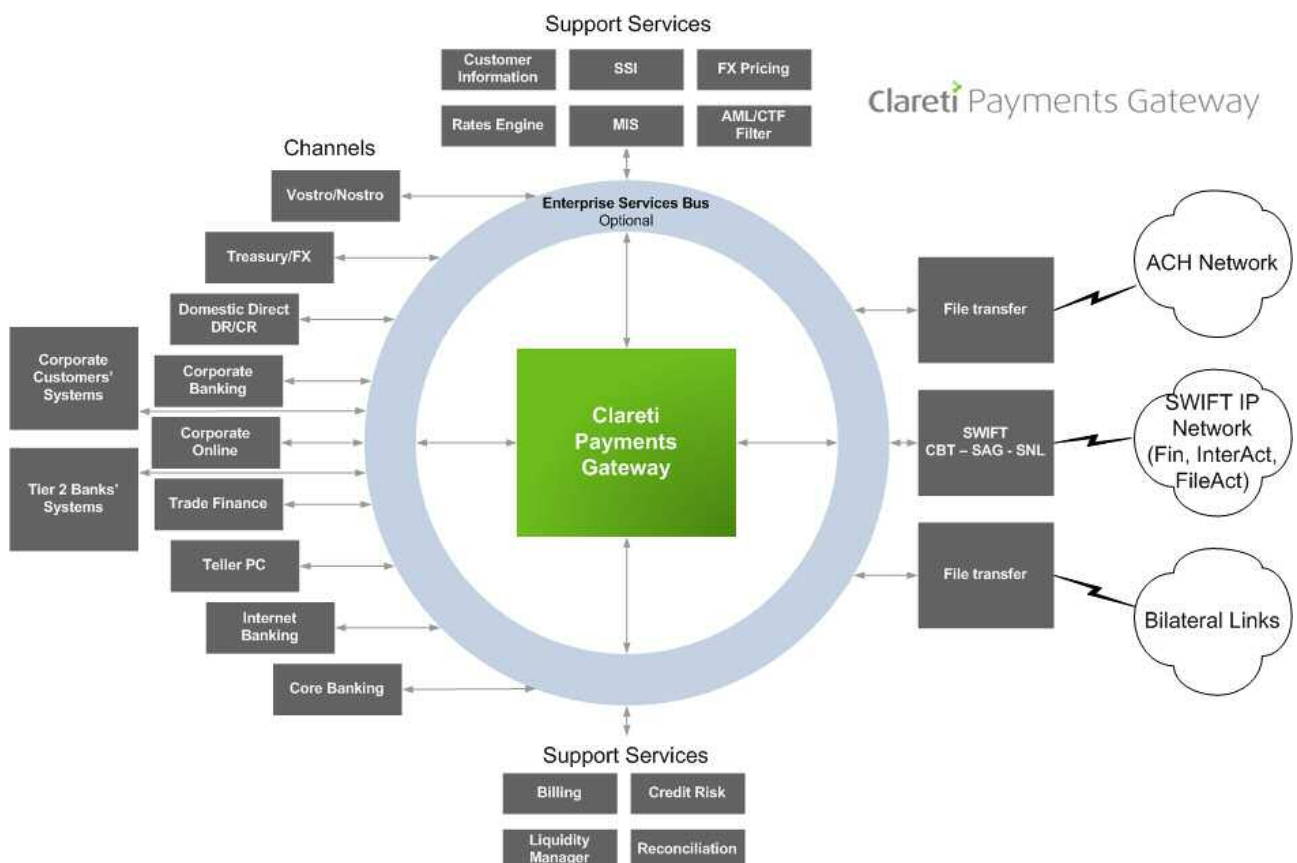 Support Services
Customer
Information
SSI
FX Pricing
Rates Engine
MIS
AML/CTF
Filter
Clareti Payments Gateway
Channels
Vostro/Nostro
Treasury/FX
Domestic Direct
DR/CR
Corporate
Customers'
Systems
Corporate
Banking
Corporate
Online
Tier 2 Banks'
Systems
Trade Finance
Teller PC
Internet
Banking
Core Banking
Enterprise Services Bus
Optional
Clareti
Payments
Gateway
File transfer
ACH Network
SWIFT
CBT – SAG - SNL
SWIFT IP
Network
(Fin, InterAct,
FileAct)
File transfer
Bilateral Links
Support Services
Billing
Credit Risk
Liquidity
Manager
Reconciliation